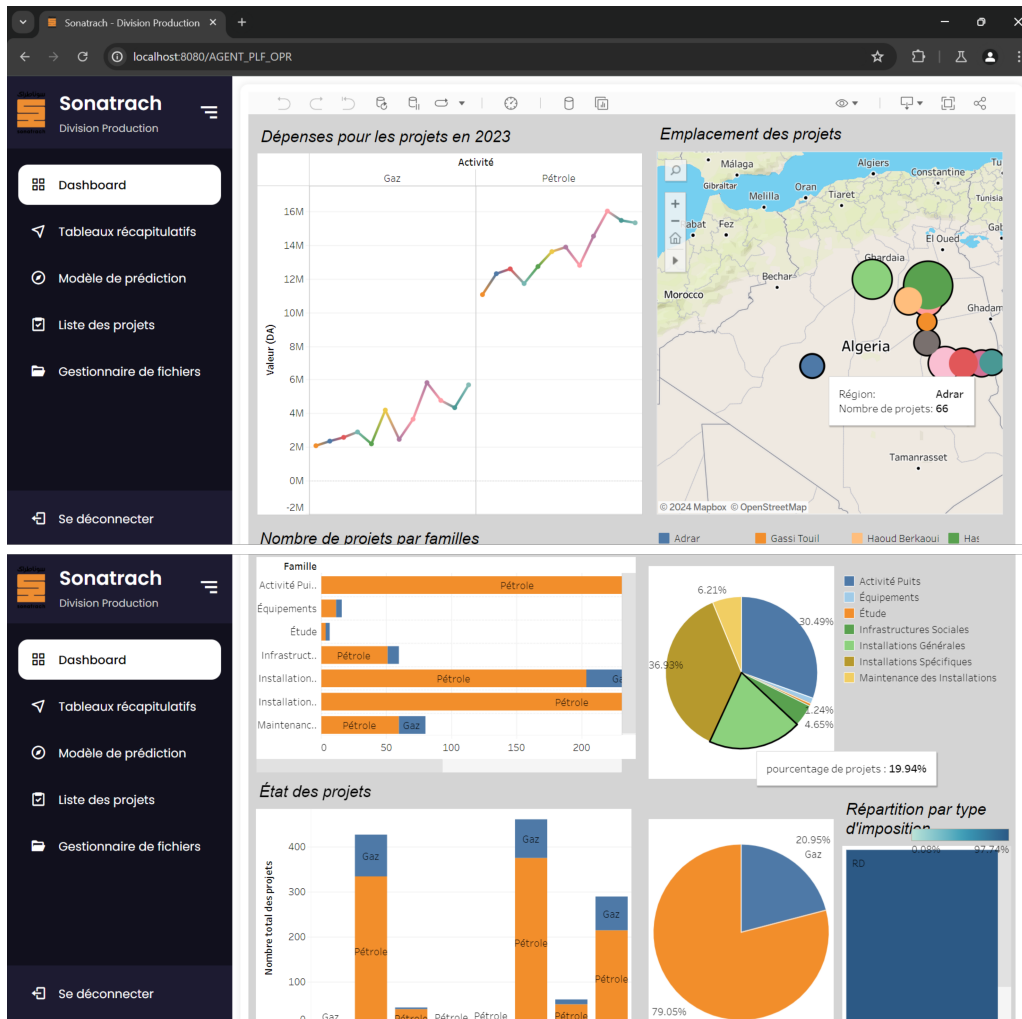 Sonatrach - Division Production
localhost:8080/AGENT_PLF_OPR
Sonatrach
Division Production
Dashboard
Tableaux récapitulatifs
Modèle de prédiction
Liste des projets
Gestionnaire de fichiers
Se déconnecter
Dépenses pour les projets en 2023
Activité
Gaz
Pétrole
Valeur (DA)
16M
14M
12M
10M
8M
6M
4M
2M
0M
-2M
Emplacement des projets
Málaga
Gibraltar
Melilla
Oran
Tiaret
Algiers
Constantine
Tu
Tunisia
abat
Fez
Gab
El Oued
Ghardaia
Bechar
Morocco
Ghadam
Algeria
Région: Adrar
Nombre de projets: 66
Tamanrasset
© 2024 Mapbox © OpenStreetMap
Nombre de projets par familles
Adrar
Gassi Touil
Haoud Berkaoui
Has
Sonatrach
Division Production
Dashboard
Tableaux récapitulatifs
Modèle de prédiction
Liste des projets
Gestionnaire de fichiers
Se déconnecter
Famille
Activité Pui..
Pétrole
Équipements
Étude
Infrastruct..
Pétrole
Installation..
Pétrole
Ga
Installation..
Pétrole
Maintenanc..
Pétrole
Gaz
0 50 100 150 200
6.21%
30.49%
36.93%
1.24%
4.65%
Activité Puits
Équipements
Étude
Infrastructures Sociales
Installations Générales
Installations Spécifiques
Maintenance des Installations
pourcentage de projets : 19.94%
État des projets
Nombre total des projets
400
300
200
100
0
Gaz
Gaz
Pétrole
Pétrole
Pétrole
Pétrole
Gaz
Pétrole
Pétrole
Gaz
Pétrole
20.95%
Gaz
79.05%
Répartition par type
d'imposition
0.08% 97.74%
RD